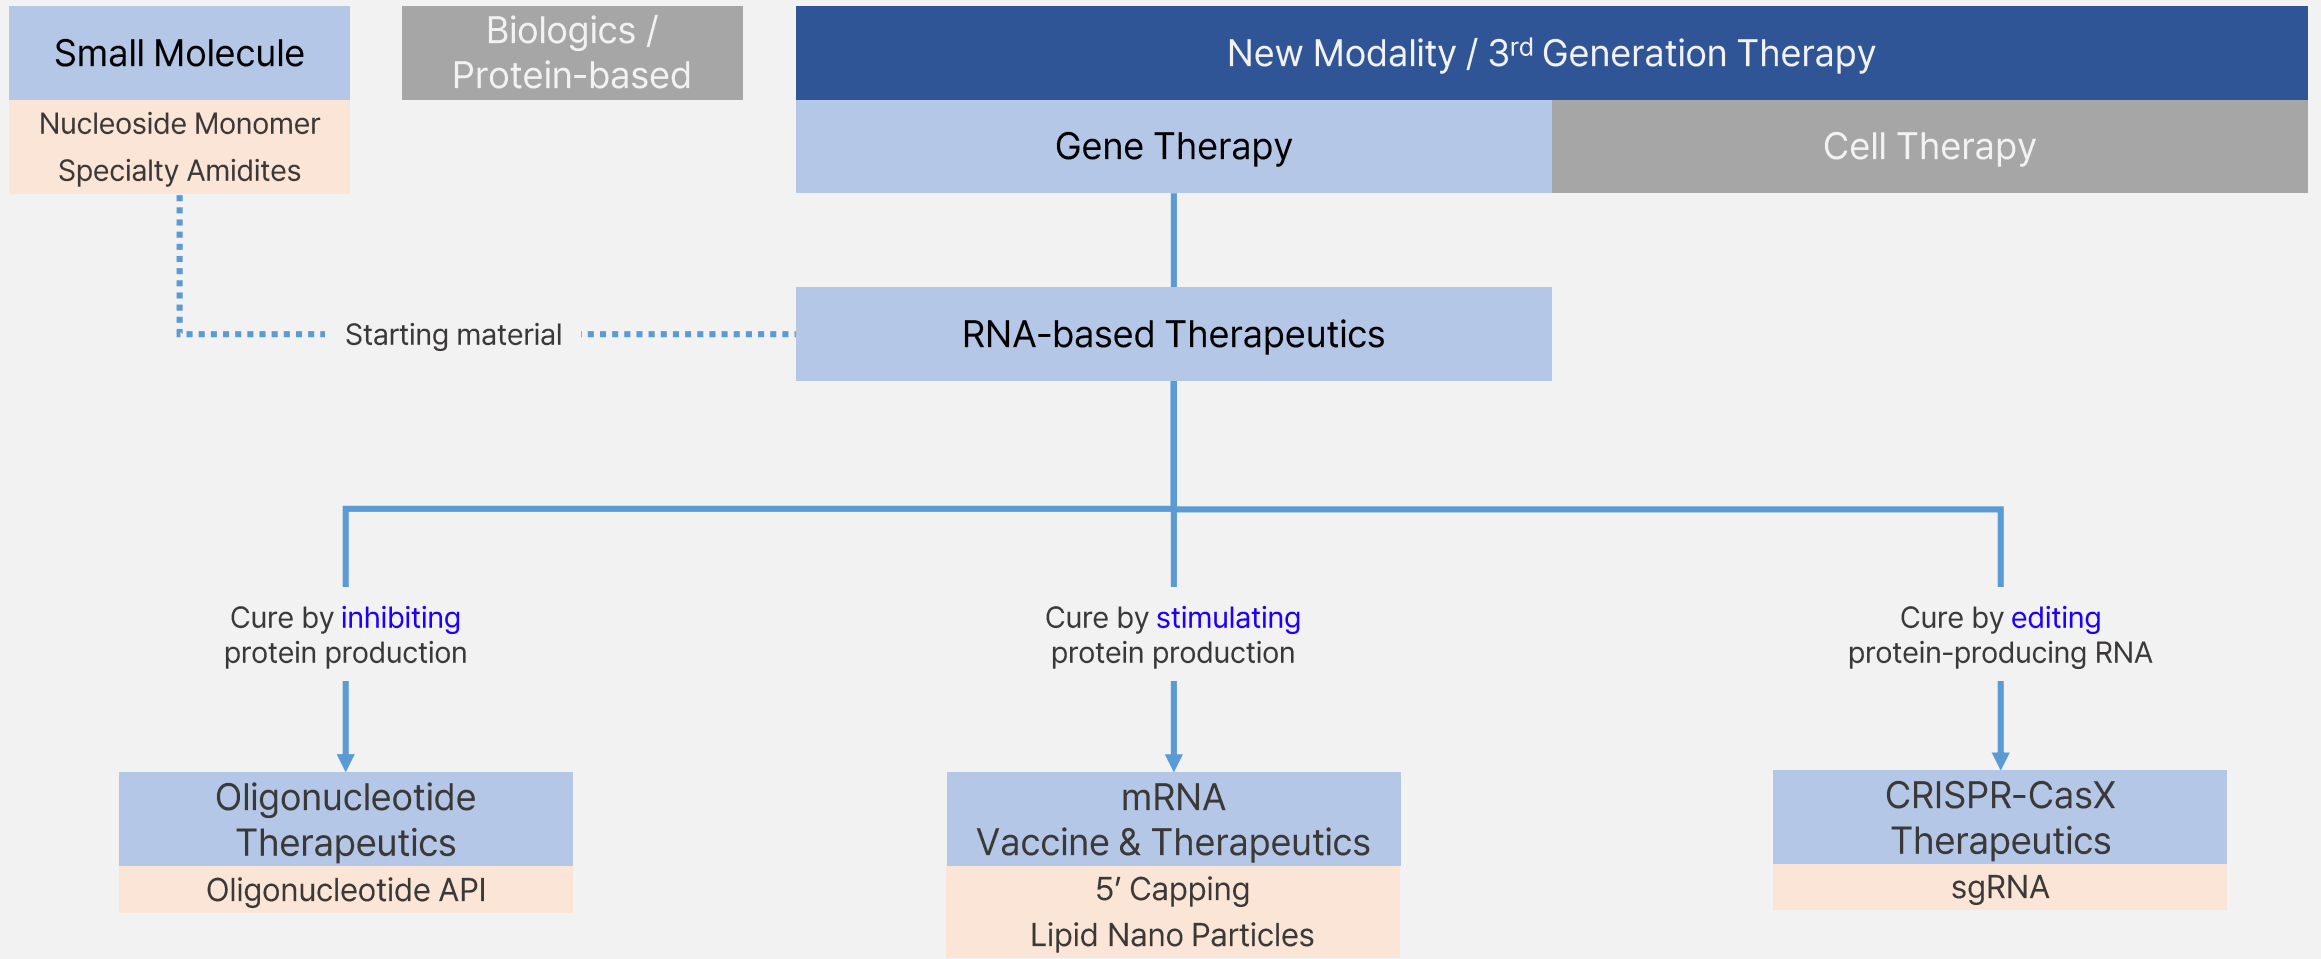 Small Molecule
Nucleoside Monomer
Specialty Amidites
Biologics /
Protein-based
New Modality / 3rd Generation Therapy
Gene Therapy
Cell Therapy
Starting material
RNA-based Therapeutics
Cure by inhibiting
protein production
Cure by stimulating
protein production
Cure by editing
protein-producing RNA
Oligonucleotide
Therapeutics
Oligonucleotide API
mRNA
Vaccine & Therapeutics
5’ Capping
Lipid Nano Particles
CRISPR-CasX
Therapeutics
sgRNA